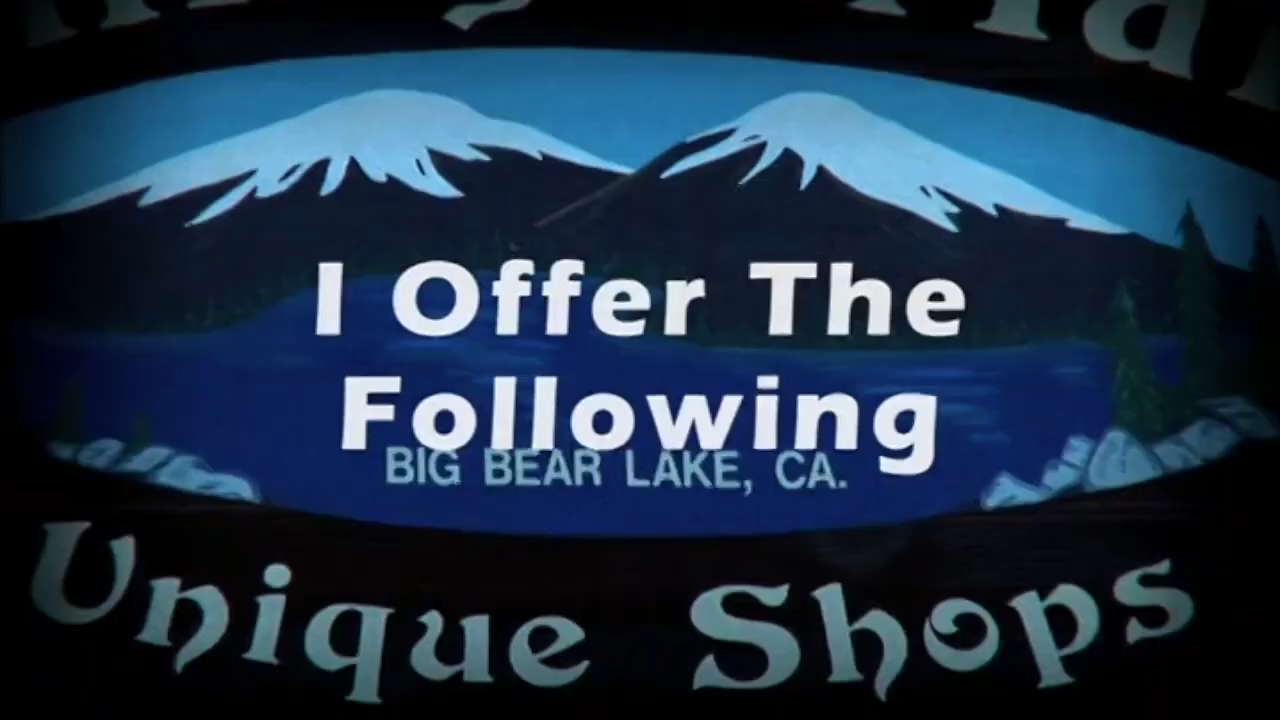 I Offer The
Following
BIG BEAR LAKE, CA.
Unique Shops